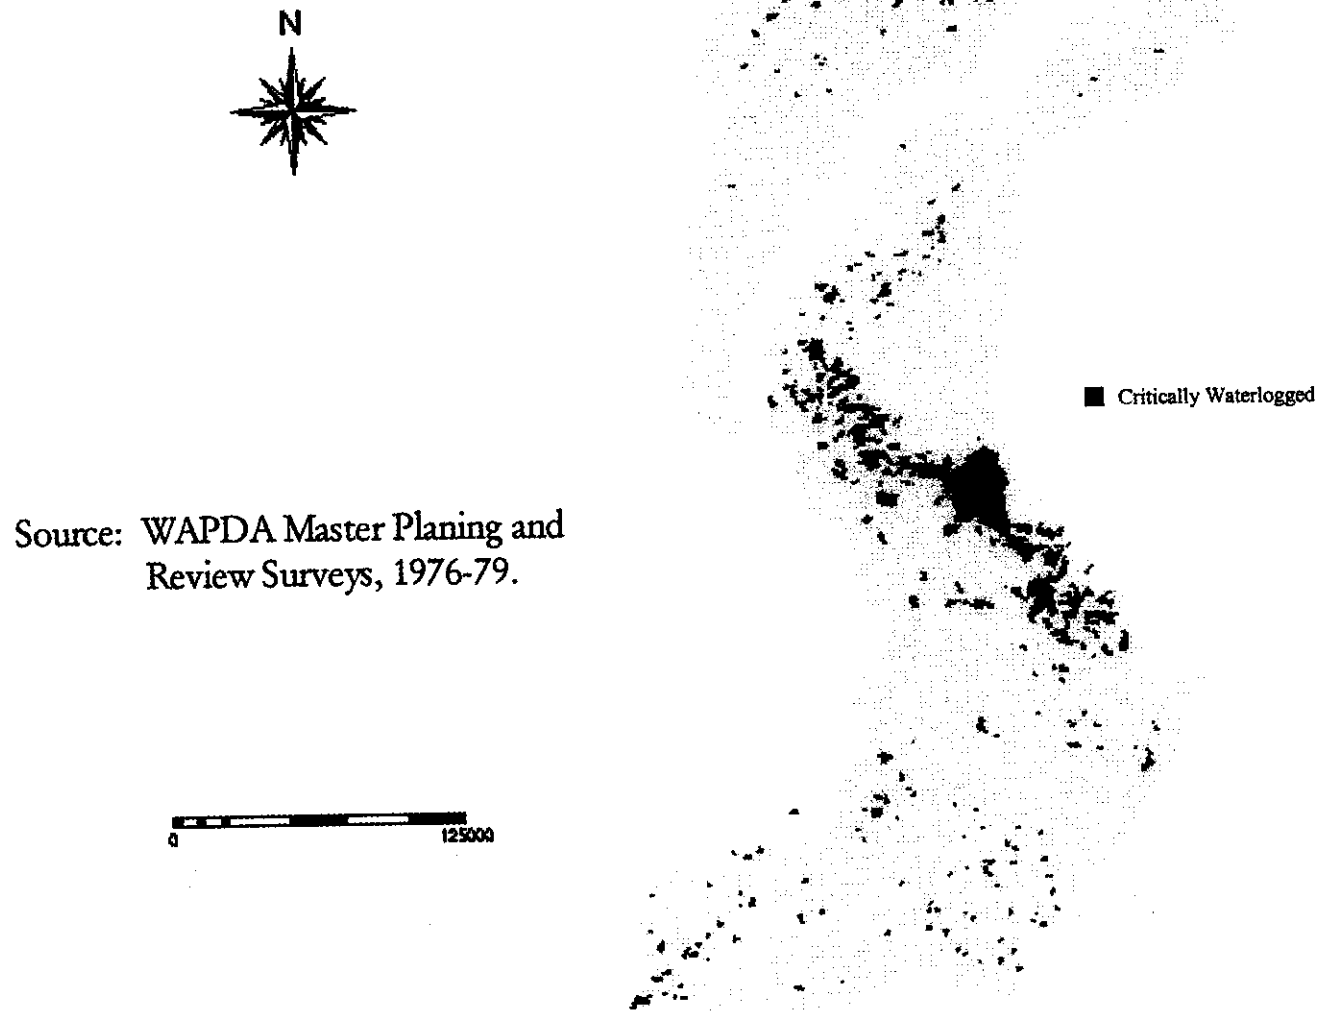 N
Critically Waterlogged
Source: WAPDA Master Planing and
Review Surveys, 1976-79.
0 125000